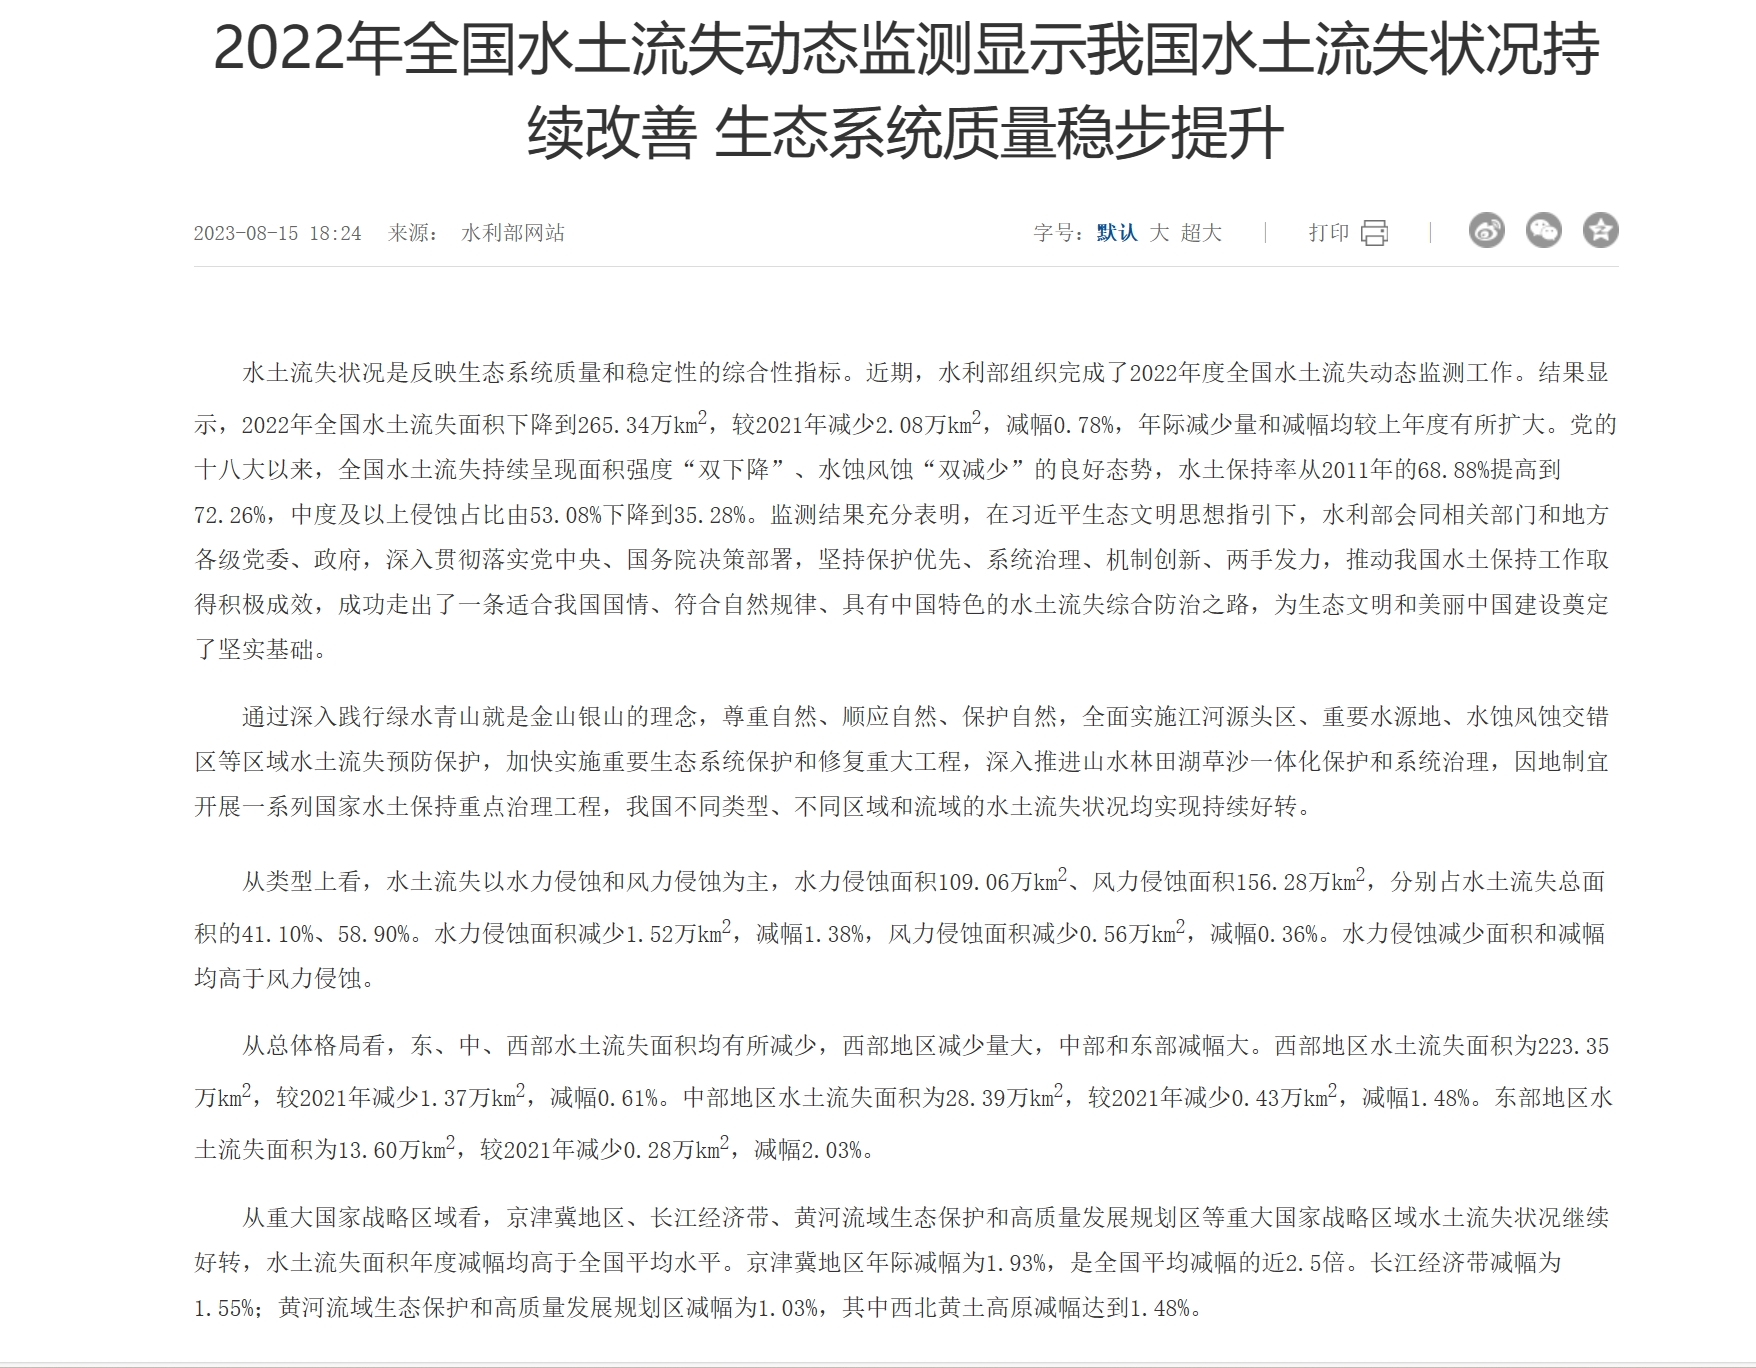 2022年全国水土流失动态监测显示我国水土流失状况持
续改善 生态系统质量稳步提升
2023-08-15 18:24 来源： 水利部网站 字号：默认 大 超大 | 打印 |
水土流失状况是反映生态系统质量和稳定性的综合性指标。近期，水利部组织完成了2022年度全国水土流失动态监测工作。结果显
示，2022年全国水土流失面积下降到265.34万km²，较2021年减少2.08万km²，减幅0.78%，年际减少量和减幅均较上年度有所扩大。党的
十八大以来，全国水土流失持续呈现面积强度“双下降”、水蚀风蚀“双减少”的良好态势，水土保持率从2011年的68.88%提高到
72.26%，中度及以上侵蚀占比由53.08%下降到35.28%。监测结果充分表明，在习近平生态文明思想指引下，水利部会同相关部门和地方
各级党委、政府，深入贯彻落实党中央、国务院决策部署，坚持保护优先、系统治理、机制创新、两手发力，推动我国水土保持工作取
得积极成效，成功走出了一条适合我国国情、符合自然规律、具有中国特色的水土流失综合防治之路，为生态文明和美丽中国建设奠定
了坚实基础。
通过深入践行绿水青山就是金山银山的理念，尊重自然、顺应自然、保护自然，全面实施江河源头区、重要水源地、水蚀风蚀交错
区等区域水土流失预防保护，加快实施重要生态系统保护和修复重大工程，深入推进山水林田湖草沙一体化保护和系统治理，因地制宜
开展一系列国家水土保持重点治理工程，我国不同类型、不同区域和流域的水土流失状况均实现持续好转。
从类型上看，水土流失以水力侵蚀和风力侵蚀为主，水力侵蚀面积109.06万km²、风力侵蚀面积156.28万km²，分别占水土流失总面
积的41.10%、58.90%。水力侵蚀面积减少1.52万km²，减幅1.38%，风力侵蚀面积减少0.56万km²，减幅0.36%。水力侵蚀减少面积和减幅
均高于风力侵蚀。
从总体格局看，东、中、西部水土流失面积均有所减少，西部地区减少量大，中部和东部减幅大。西部地区水土流失面积为223.35
万km²，较2021年减少1.37万km²，减幅0.61%。中部地区水土流失面积为28.39万km²，较2021年减少0.43万km²，减幅1.48%。东部地区水
土流失面积为13.60万km²，较2021年减少0.28万km²，减幅2.03%。
从重大国家战略区域看，京津冀地区、长江经济带、黄河流域生态保护和高质量发展规划区等重大国家战略区域水土流失状况继续
好转，水土流失面积年度减幅均高于全国平均水平。京津冀地区年际减幅为1.93%，是全国平均减幅的近2.5倍。长江经济带减幅为
1.55%；黄河流域生态保护和高质量发展规划区减幅为1.03%，其中西北黄土高原减幅达到1.48%。